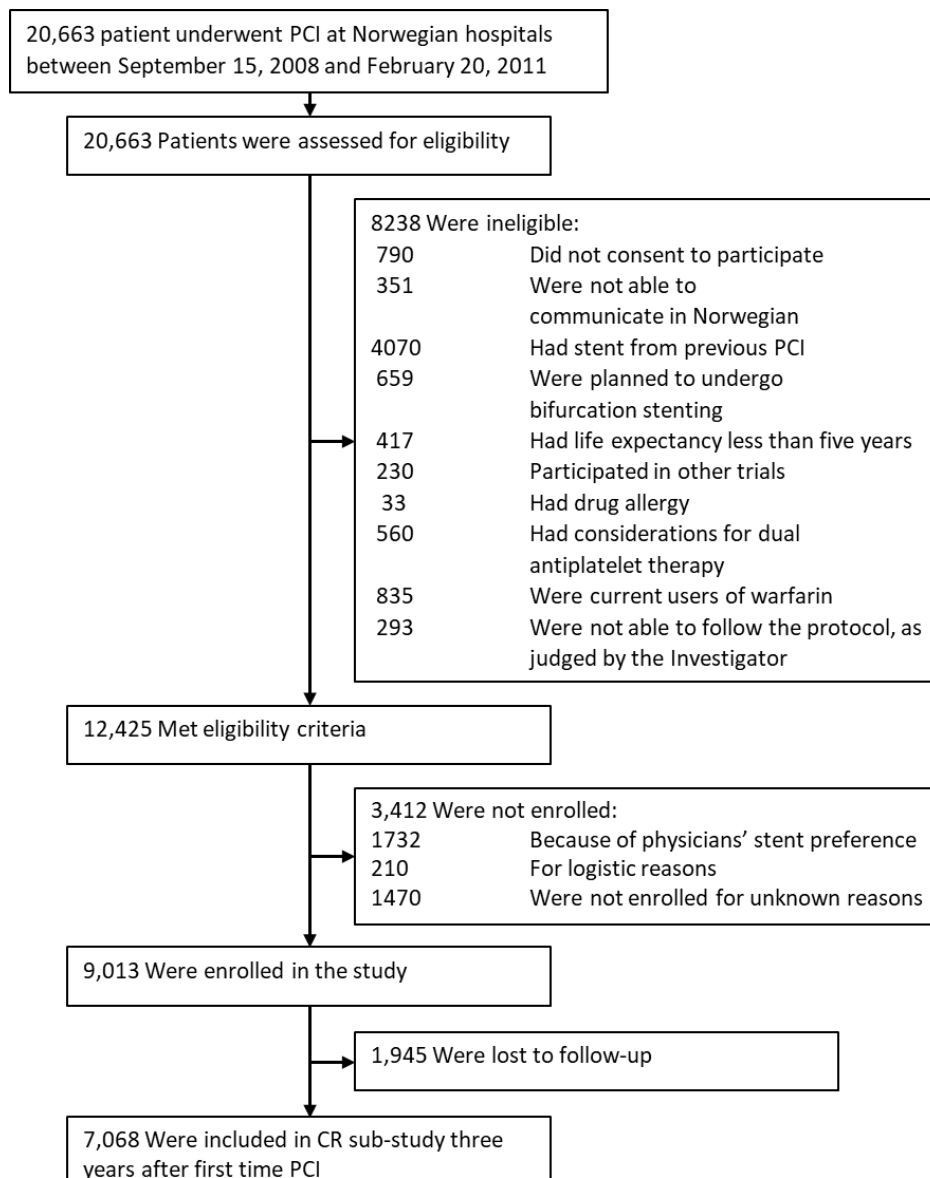 20,663 patient underwent PCI at Norwegian hospitals
between September 15, 2008 and February 20, 2011
20,663 Patients were assessed for eligibility
8238 Were ineligible:
790 Did not consent to participate
351 Were not able to
communicate in Norwegian
4070 Had stent from previous PCI
659 Were planned to undergo
bifurcation stenting
417 Had life expectancy less than five years
230 Participated in other trials
33 Had drug allergy
560 Had considerations for dual
antiplatelet therapy
835 Were current users of warfarin
293 Were not able to follow the protocol, as
judged by the Investigator
12,425 Met eligibility criteria
3,412 Were not enrolled:
1732 Because of physicians’ stent preference
210 For logistic reasons
1470 Were not enrolled for unknown reasons
9,013 Were enrolled in the study
1,945 Were lost to follow-up
7,068 Were included in CR sub-study three
years after first time PCI